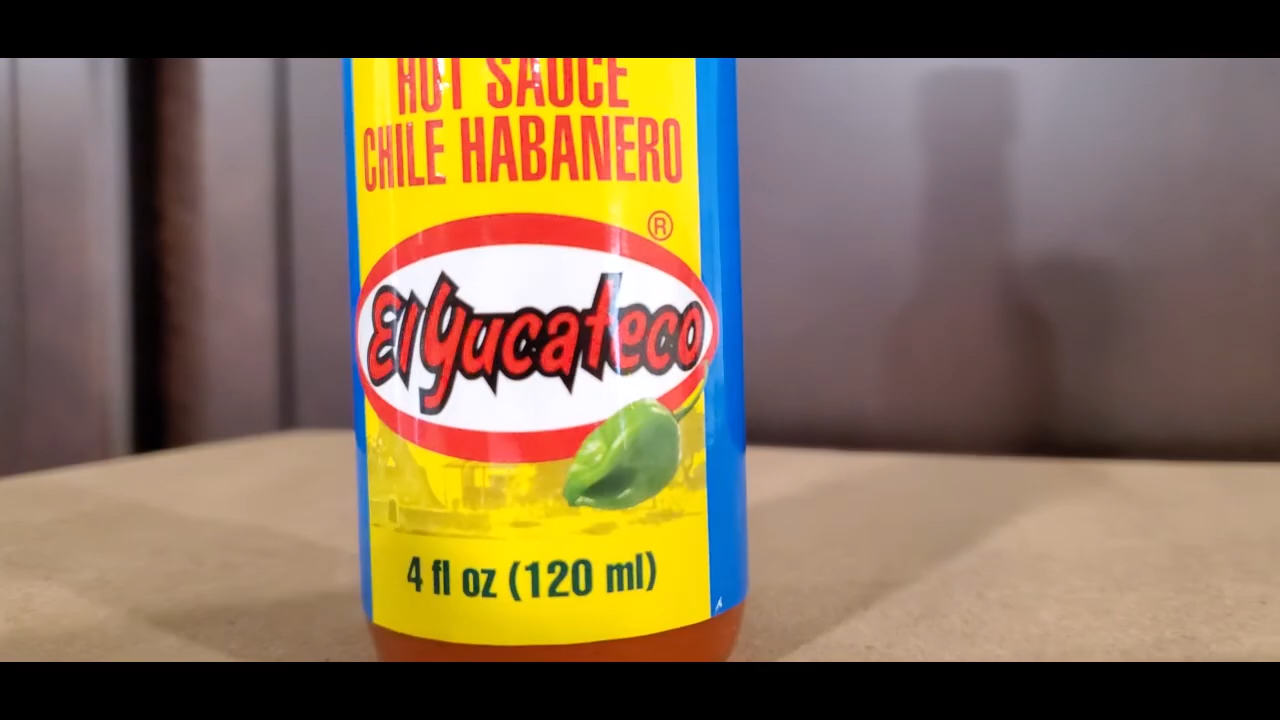 HOT SAUCE
CHILE HABANERO
®
El Yucateco
4 fl oz (120 ml)